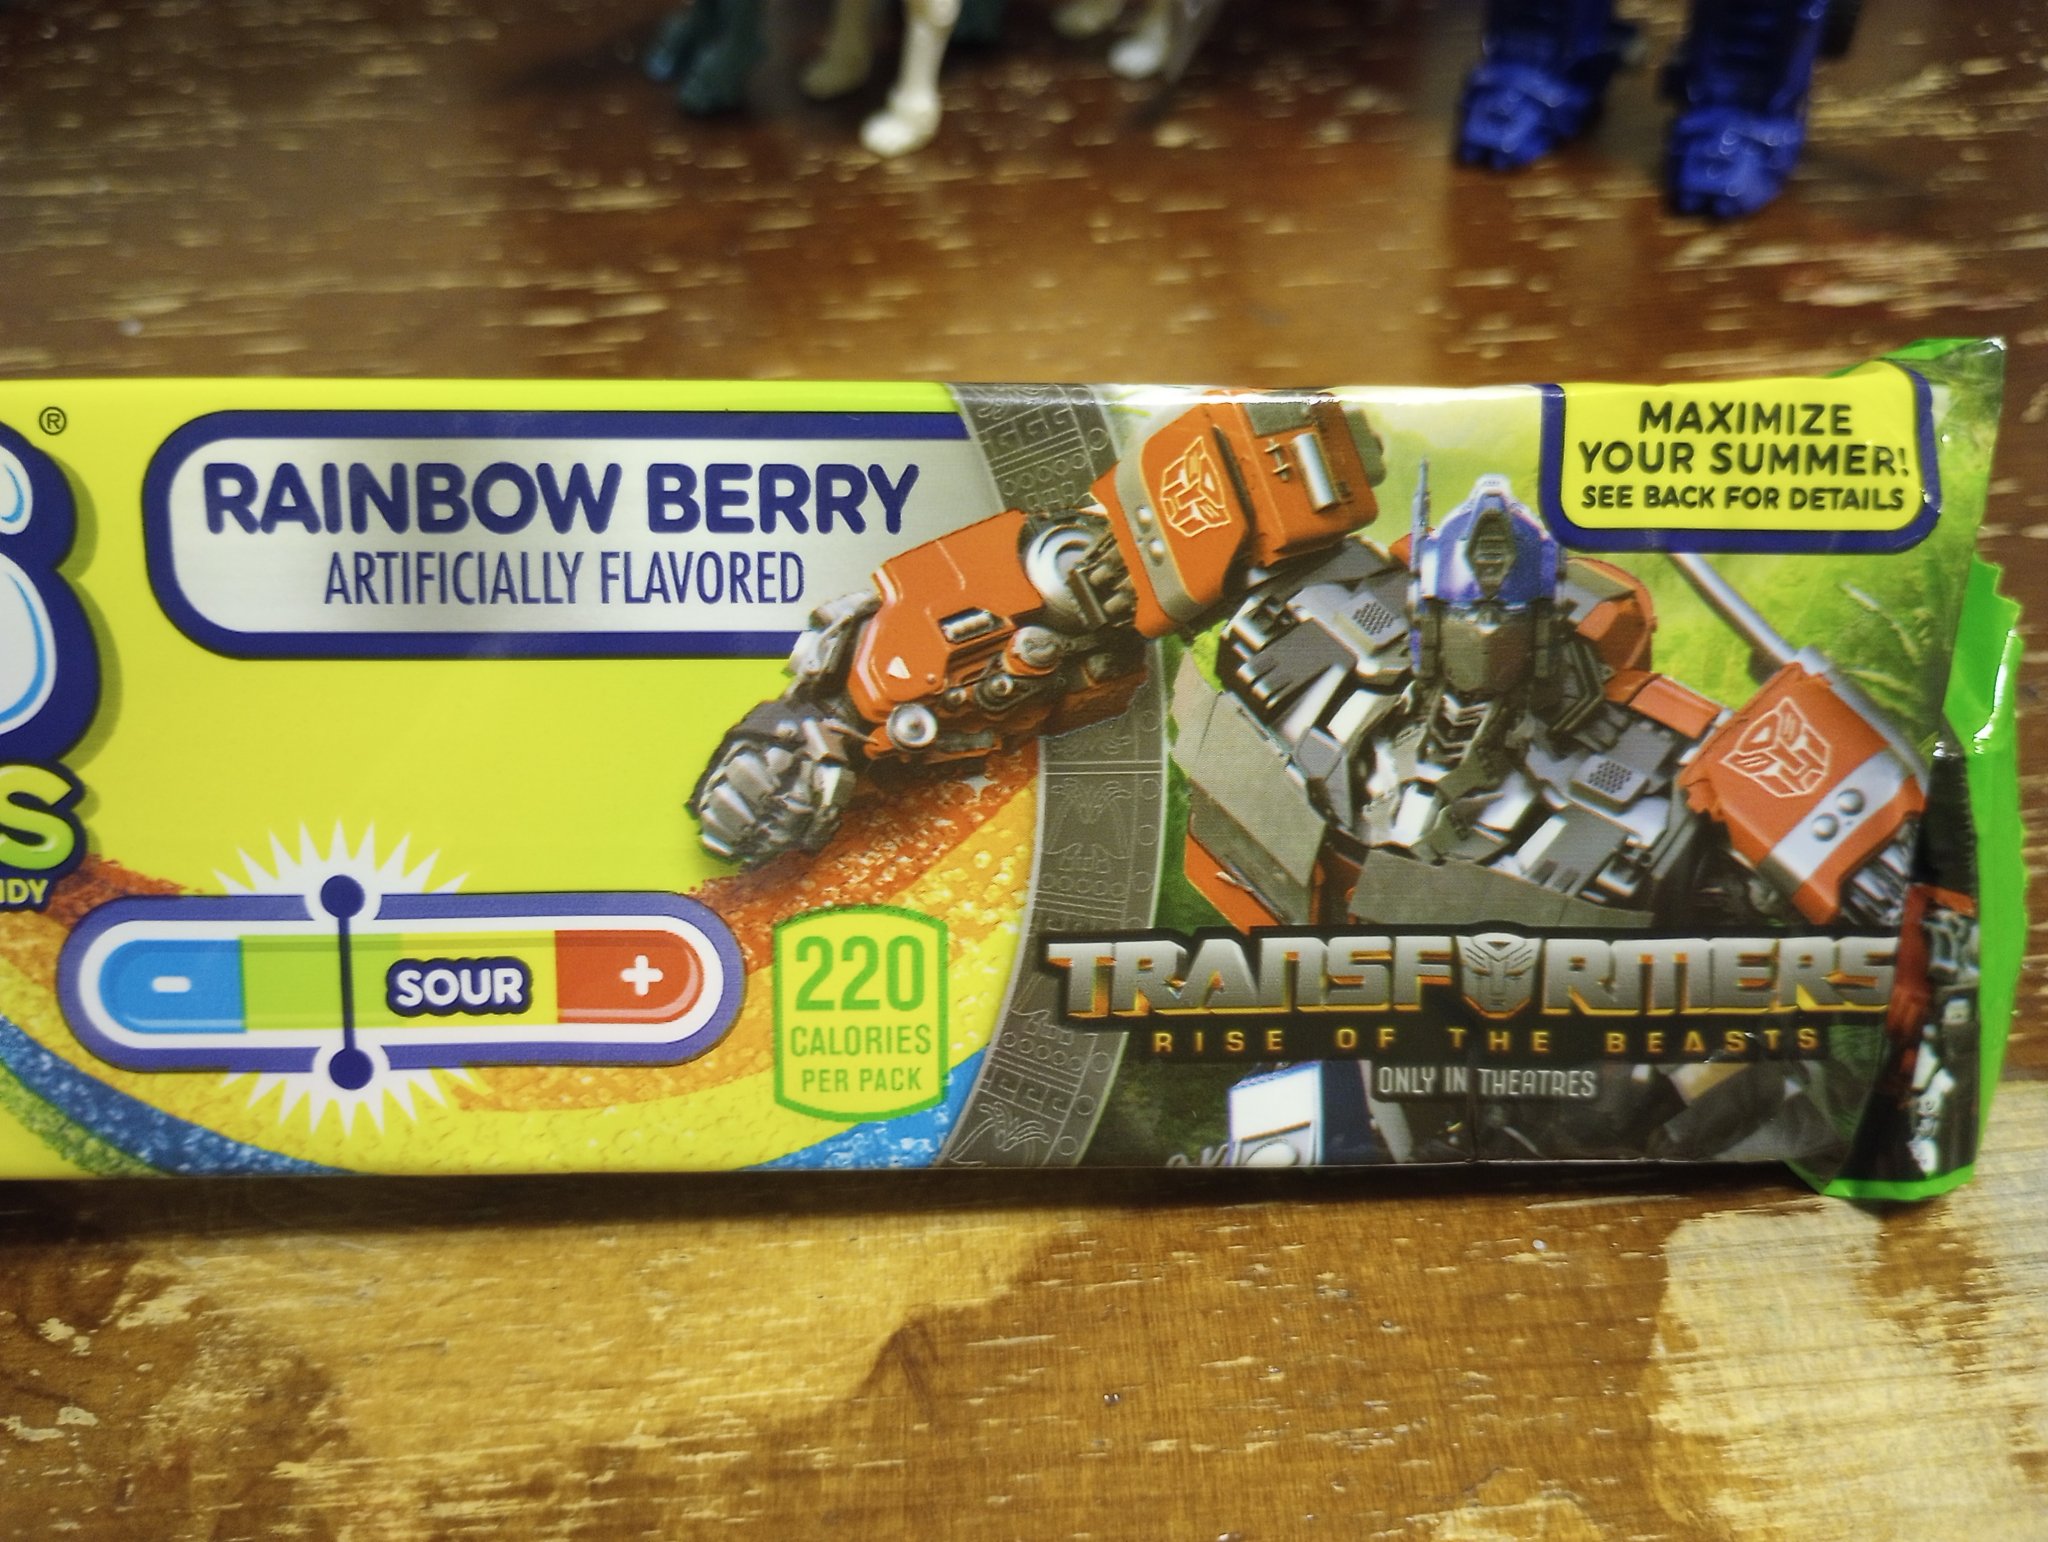 ®
RAINBOW BERRY
ARTIFICIALLY FLAVORED
MAXIMIZE
YOUR SUMMER!
SEE BACK FOR DETAILS
- SOUR +
220
CALORIES
PER PACK
TRANSFORMERS
RISE OF THE BEASTS
ONLY IN THEATRES